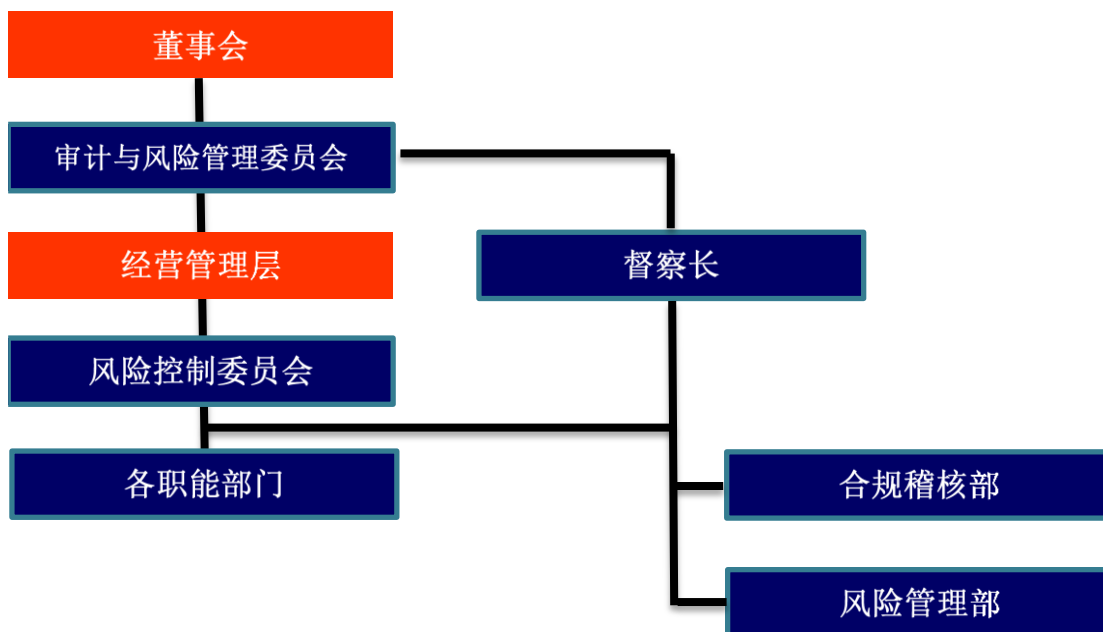 董事会
审计与风险管理委员会
经营管理层
督察长
风险控制委员会
各职能部门
合规稽核部
风险管理部